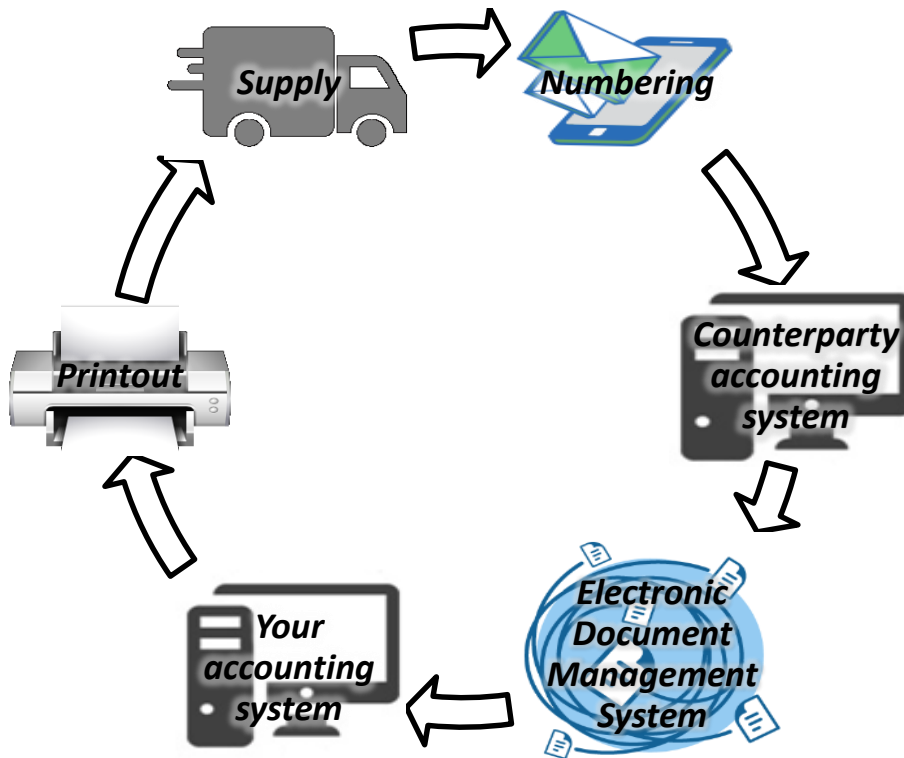 Supply
Numbering
Counterparty
accounting
system
Electronic
Document
Management
System
Your
accounting
system
Printout